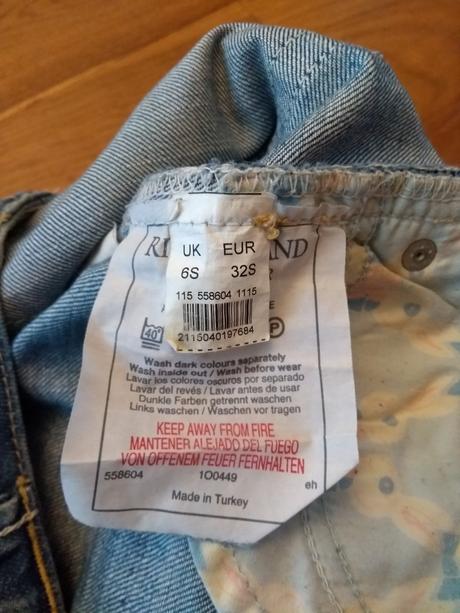 UK EUR
6S 32S
115 558604 1115
2115040197684
40°
P
Wash dark colours separately
Wash inside out / Wash before wear
Lavar los colores oscuros por separado
Lavar del revés / Lavar antes de usar
Dunkle Farben getrennt waschen
Links waschen / Waschen vor tragen
KEEP AWAY FROM FIRE
MANTENER ALEJADO DEL FUEGO
VON OFFENEM FEUER FERNHALTEN
558604 1O0449 eh
Made in Turkey